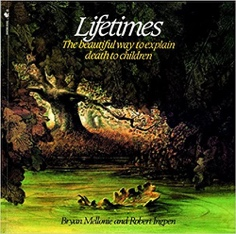 Lifetimes
The beautiful way to explain
death to children
Bryan Mellonie and Robert Ingpen